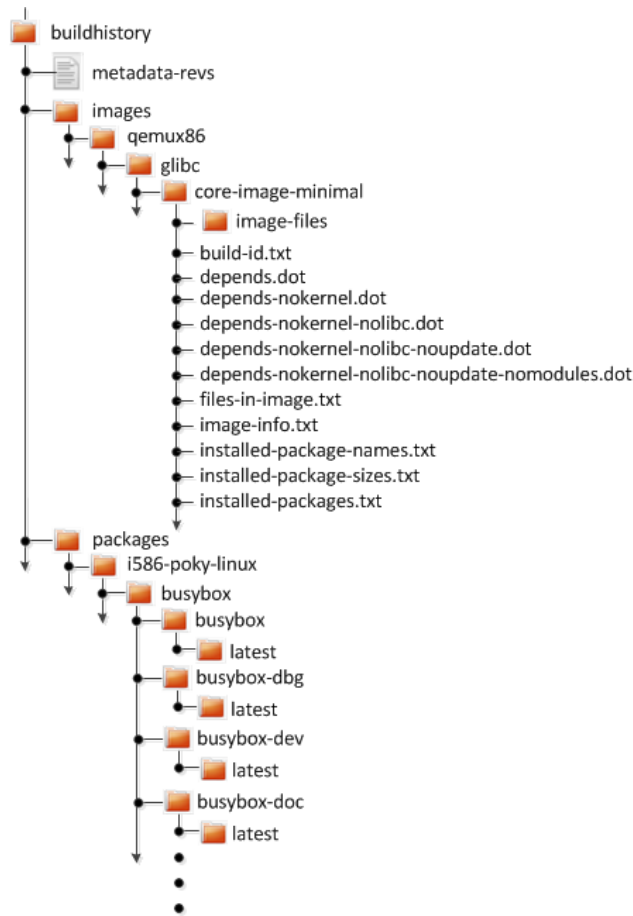 buildhistory
metadata-revs
images
qemux86
glibc
core-image-minimal
image-files
build-id.txt
depends.dot
depends-nokernel.dot
depends-nokernel-nolibc.dot
depends-nokernel-nolibc-noupdate.dot
depends-nokernel-nolibc-noupdate-nomodules.dot
files-in-image.txt
image-info.txt
installed-package-names.txt
installed-package-sizes.txt
installed-packages.txt
packages
i586-poky-linux
busybox
busybox
latest
busybox-dbg
latest
busybox-dev
latest
busybox-doc
latest